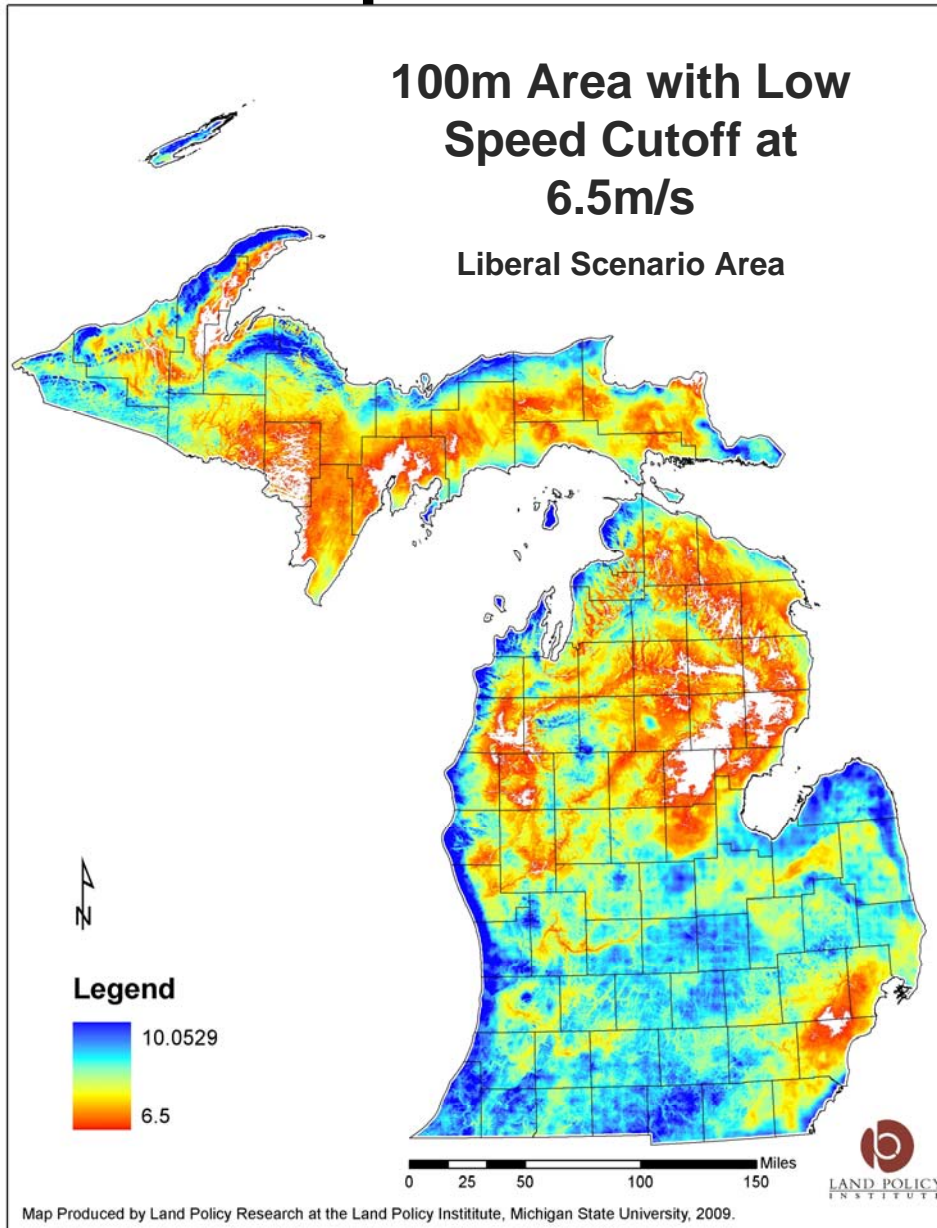 100m Area with Low
Speed Cutoff at
6.5m/s
Liberal Scenario Area
N
Legend
10.0529
6.5
Miles
0 25 50 100 150
LAND POLICY
INSTITUTE
Map Produced by Land Policy Research at the Land Policy Instititute, Michigan State University, 2009.